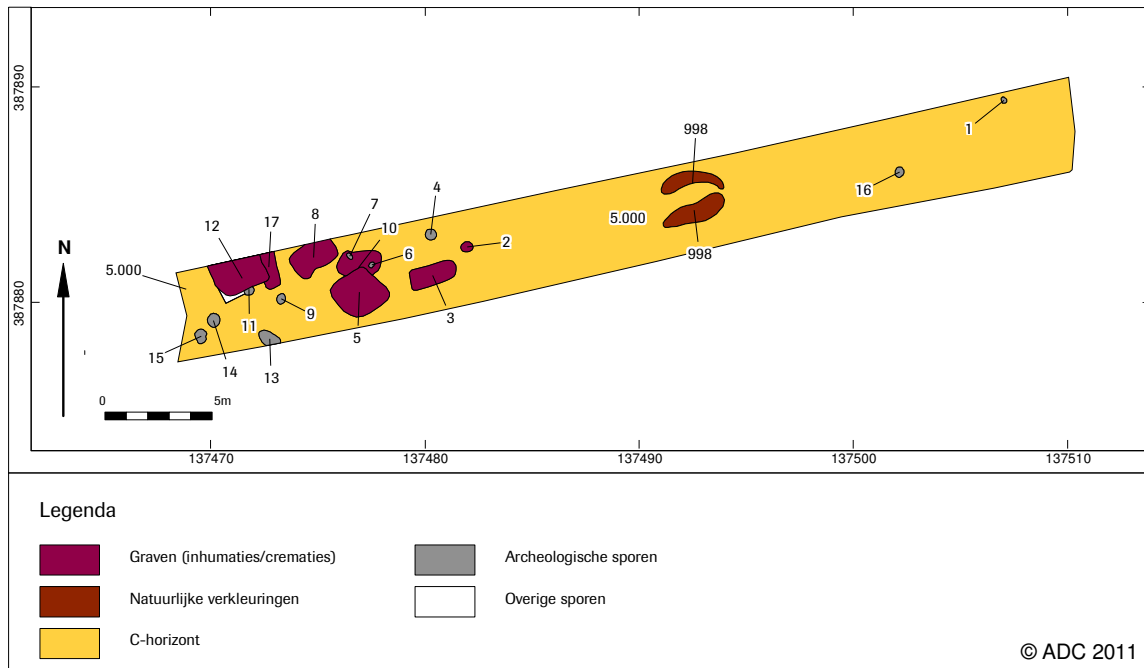 387890
387880
998
1
16
4
7
8
10
17
12
5.000
2
6
998
N
5.000
3
9
11
5
15
14
13
0 5m
137470 137480 137490 137500 137510
Legenda
Graven (inhumaties/crematies) Archeologische sporen
Natuurlijke verkleuringen Overige sporen
C-horizont
© ADC 2011